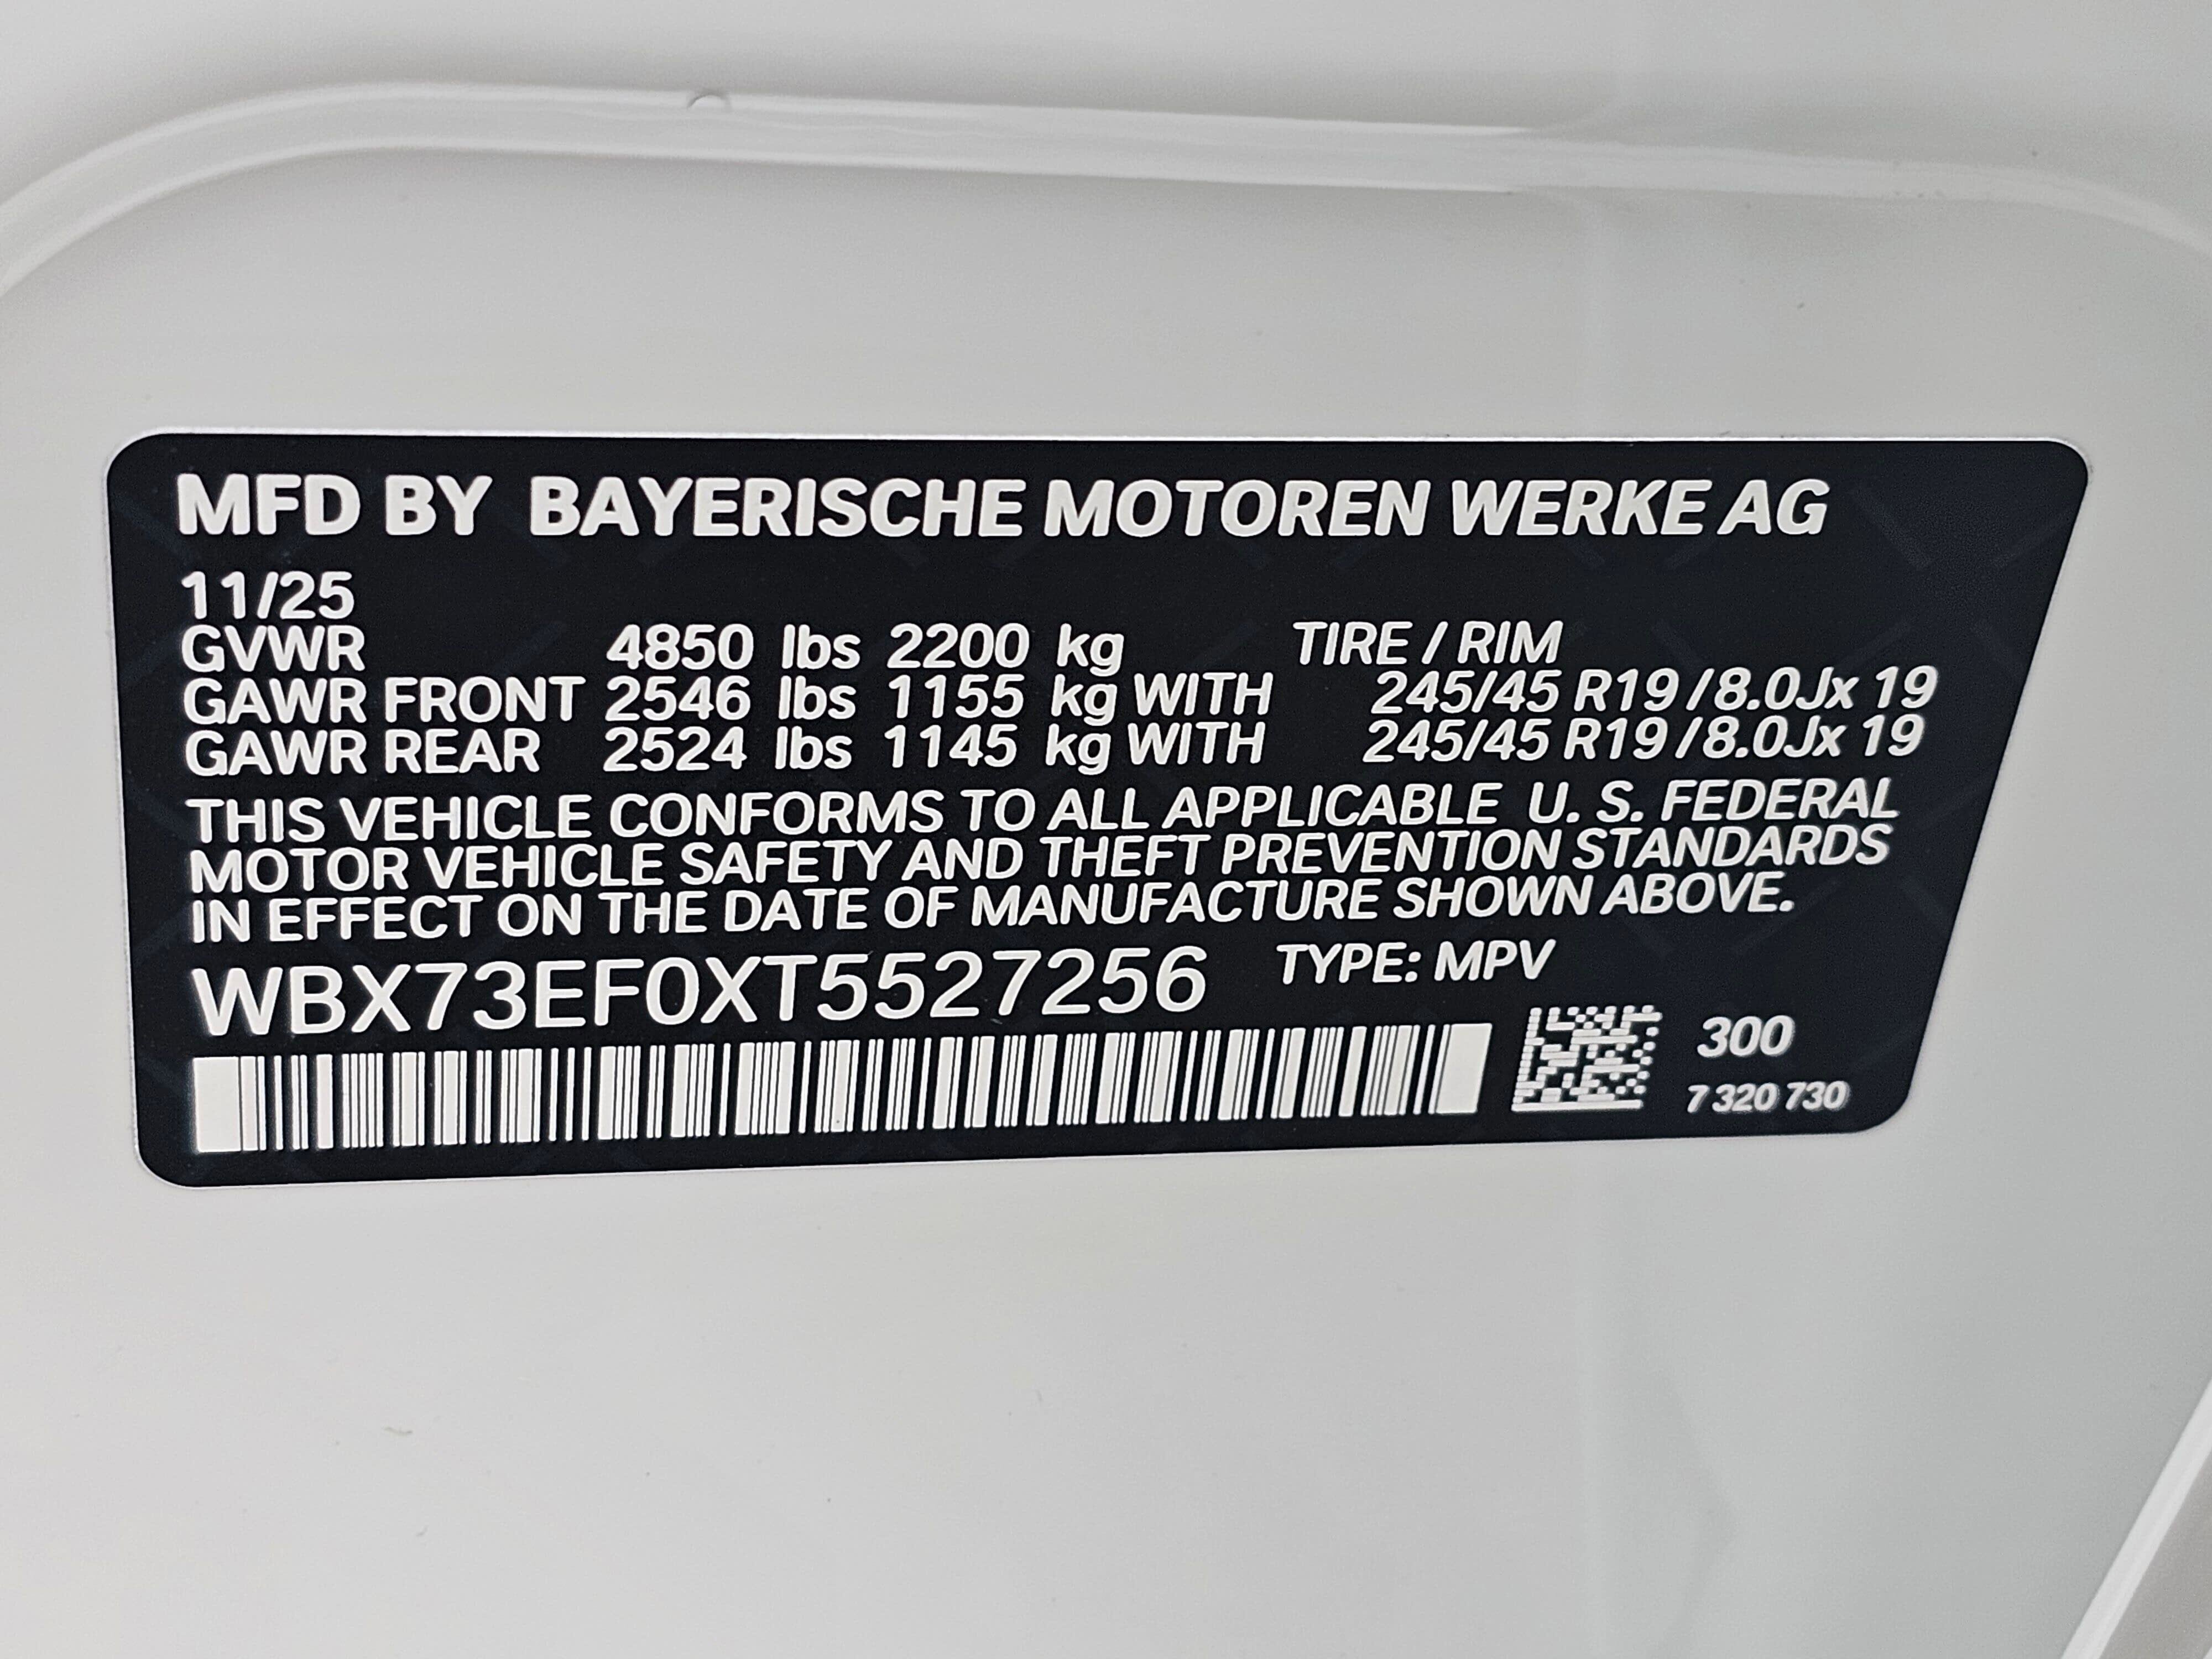 MFD BY BAYERISCHE MOTOREN WERKE AG
11/25
GVWR 4850 lbs 2200 kg TIRE / RIM
GAWR FRONT 2546 lbs 1155 kg WITH 245/45 R19 / 8.0Jx 19
GAWR REAR 2524 lbs 1145 kg WITH 245/45 R19 / 8.0Jx 19
THIS VEHICLE CONFORMS TO ALL APPLICABLE U. S. FEDERAL
MOTOR VEHICLE SAFETY AND THEFT PREVENTION STANDARDS
IN EFFECT ON THE DATE OF MANUFACTURE SHOWN ABOVE.
WBX73EF0XT5527256 TYPE: MPV
300
7 320 730